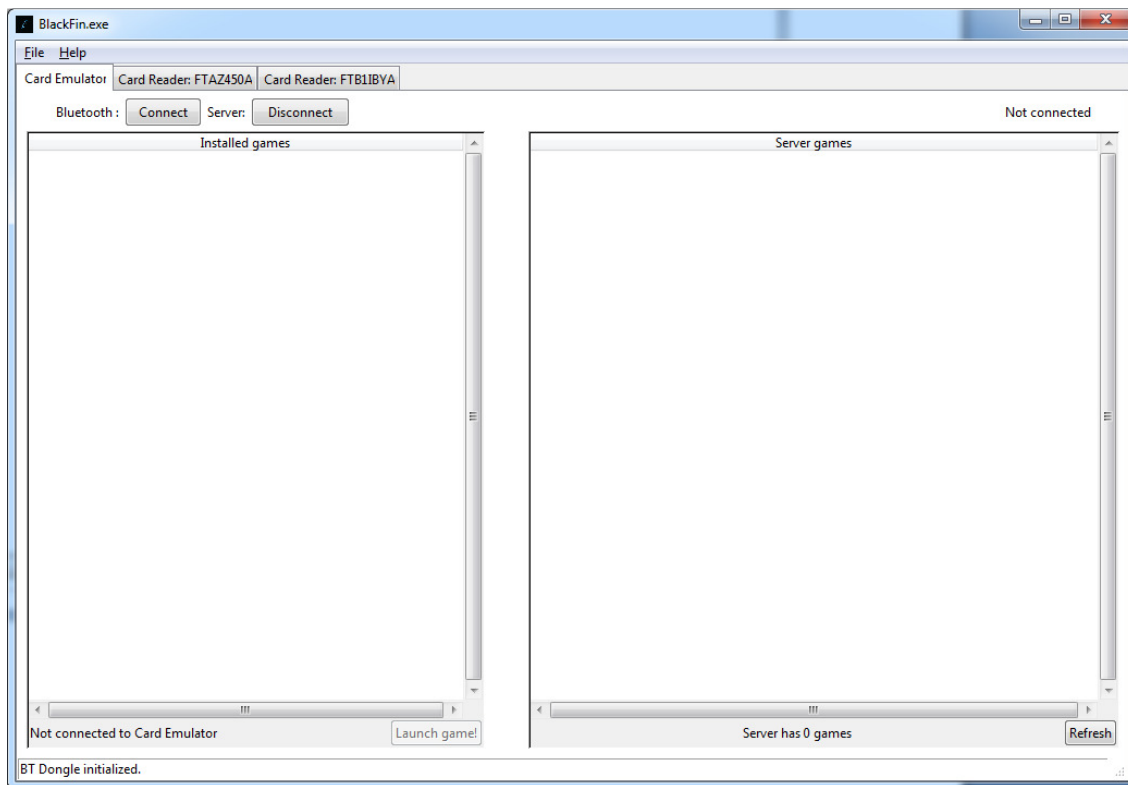 BlackFin.exe
File Help
Card Emulator Card Reader: FTAZ450A Card Reader: FTB1IBYA
Bluetooth : Connect Server: Disconnect Not connected
Installed games Server games
Not connected to Card Emulator Launch game! Server has 0 games Refresh
BT Dongle initialized.